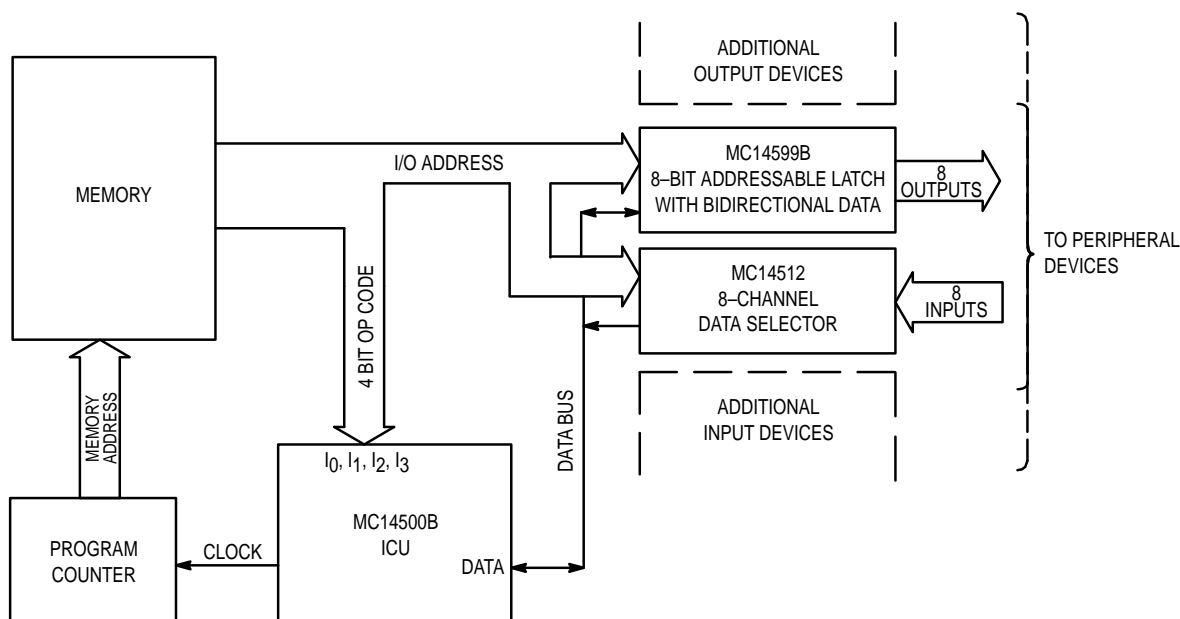 ADDITIONAL
OUTPUT DEVICES
MEMORY
I/O ADDRESS
MC14599B
8–BIT ADDRESSABLE LATCH
WITH BIDIRECTIONAL DATA
8
OUTPUTS
TO PERIPHERAL
DEVICES
MC14512
8–CHANNEL
DATA SELECTOR
8
INPUTS
4 BIT OP CODE
MEMORY
ADDRESS
DATA BUS
ADDITIONAL
INPUT DEVICES
I0, I1, I2, I3
MC14500B
ICU
DATA
CLOCK
PROGRAM
COUNTER